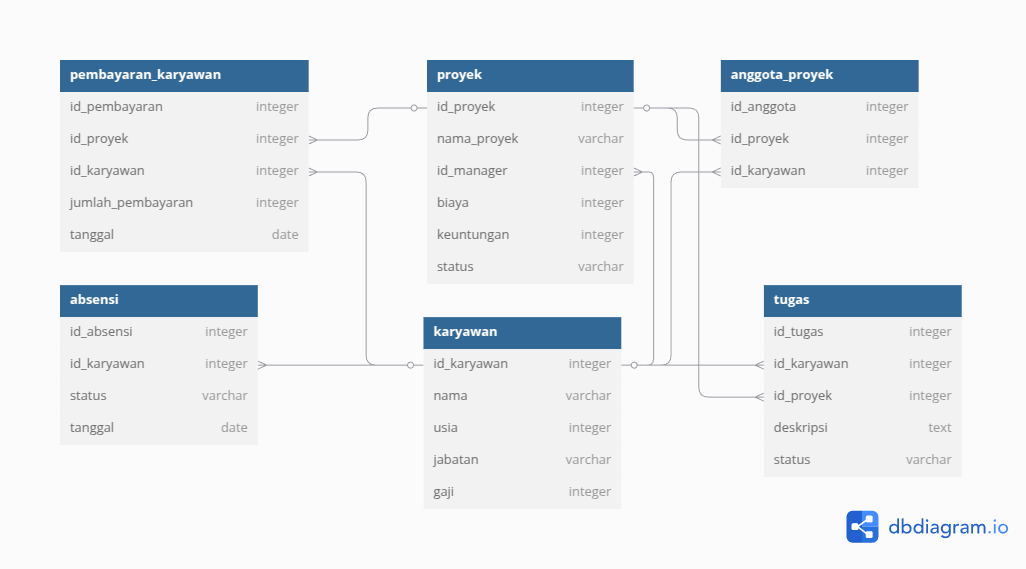 pembayaran_karyawan
id_pembayaran integer
id_proyek integer
id_karyawan integer
jumlah_pembayaran integer
tanggal date
proyek
id_proyek integer
nama_proyek varchar
id_manager integer
biaya integer
keuntungan integer
status varchar
anggota_proyek
id_anggota integer
id_proyek integer
id_karyawan integer
absensi
id_absensi integer
id_karyawan integer
status varchar
tanggal date
karyawan
id_karyawan integer
nama varchar
usia integer
jabatan varchar
gaji integer
tugas
id_tugas integer
id_karyawan integer
id_proyek integer
deskripsi text
status varchar
dbdiagram.io